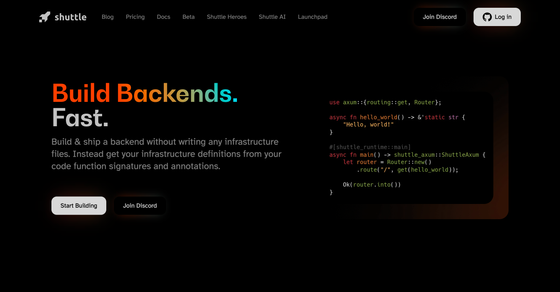 shuttle
Blog Pricing Docs Beta Shuttle Heroes Shuttle AI Launchpad
Join Discord Log In
Build Backends.
Fast.
Build & ship a backend without writing any infrastructure
files. Instead get your infrastructure definitions from your
code function signatures and annotations.
Start Building Join Discord
use axum::{routing::get, Router};
async fn hello_world() -> &'static str {
"Hello, world!"
}
#[shuttle_runtime::main]
async fn main() -> shuttle_axum::ShuttleAxum {
let router = Router::new()
.route("/", get(hello_world));
Ok(router.into())
}